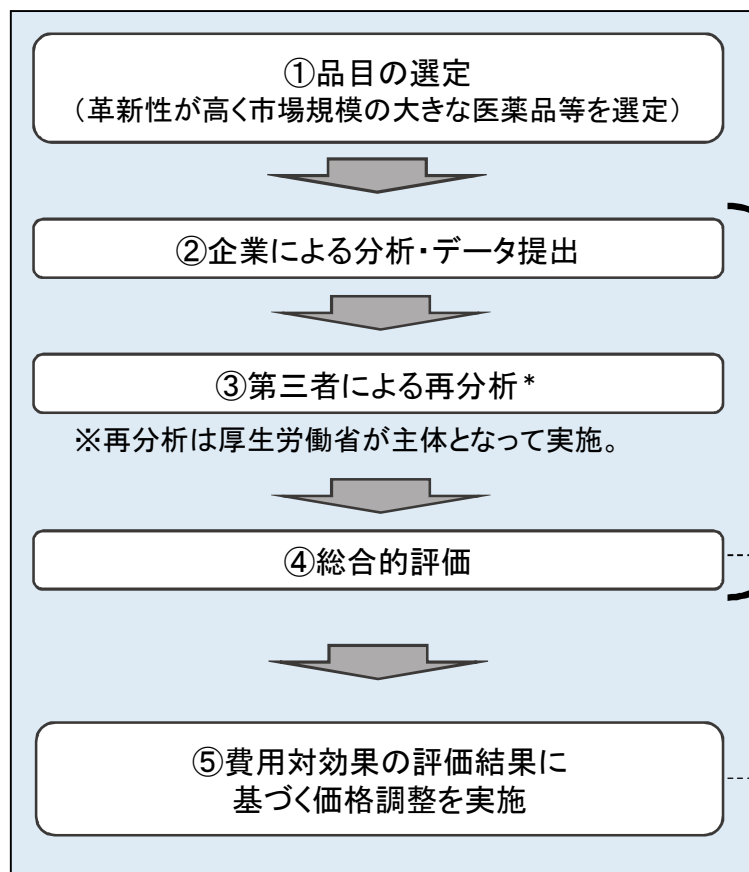 ①品目の選定
（革新性が高く市場規模の大きな医薬品等を選定）
②企業による分析・データ提出
③第三者による再分析*
※再分析は厚生労働省が主体となって実施。
④総合的評価
⑤費用対効果の評価結果に
基づく価格調整を実施